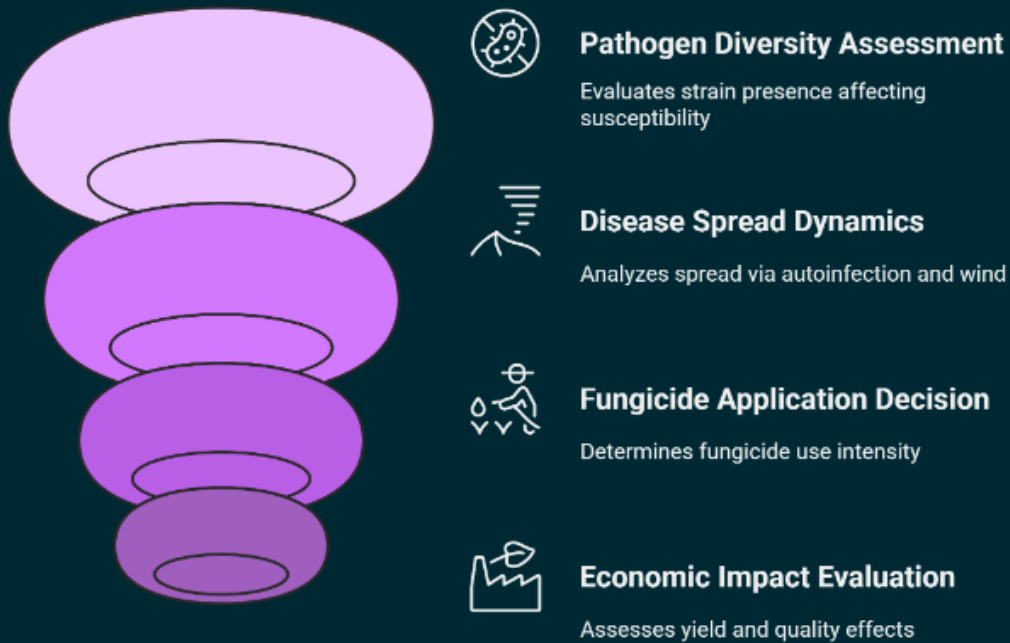 Pathogen Diversity Assessment
Evaluates strain presence affecting
susceptibility
Disease Spread Dynamics
Analyzes spread via autoinfection and wind
Fungicide Application Decision
Determines fungicide use intensity
Economic Impact Evaluation
Assesses yield and quality effects